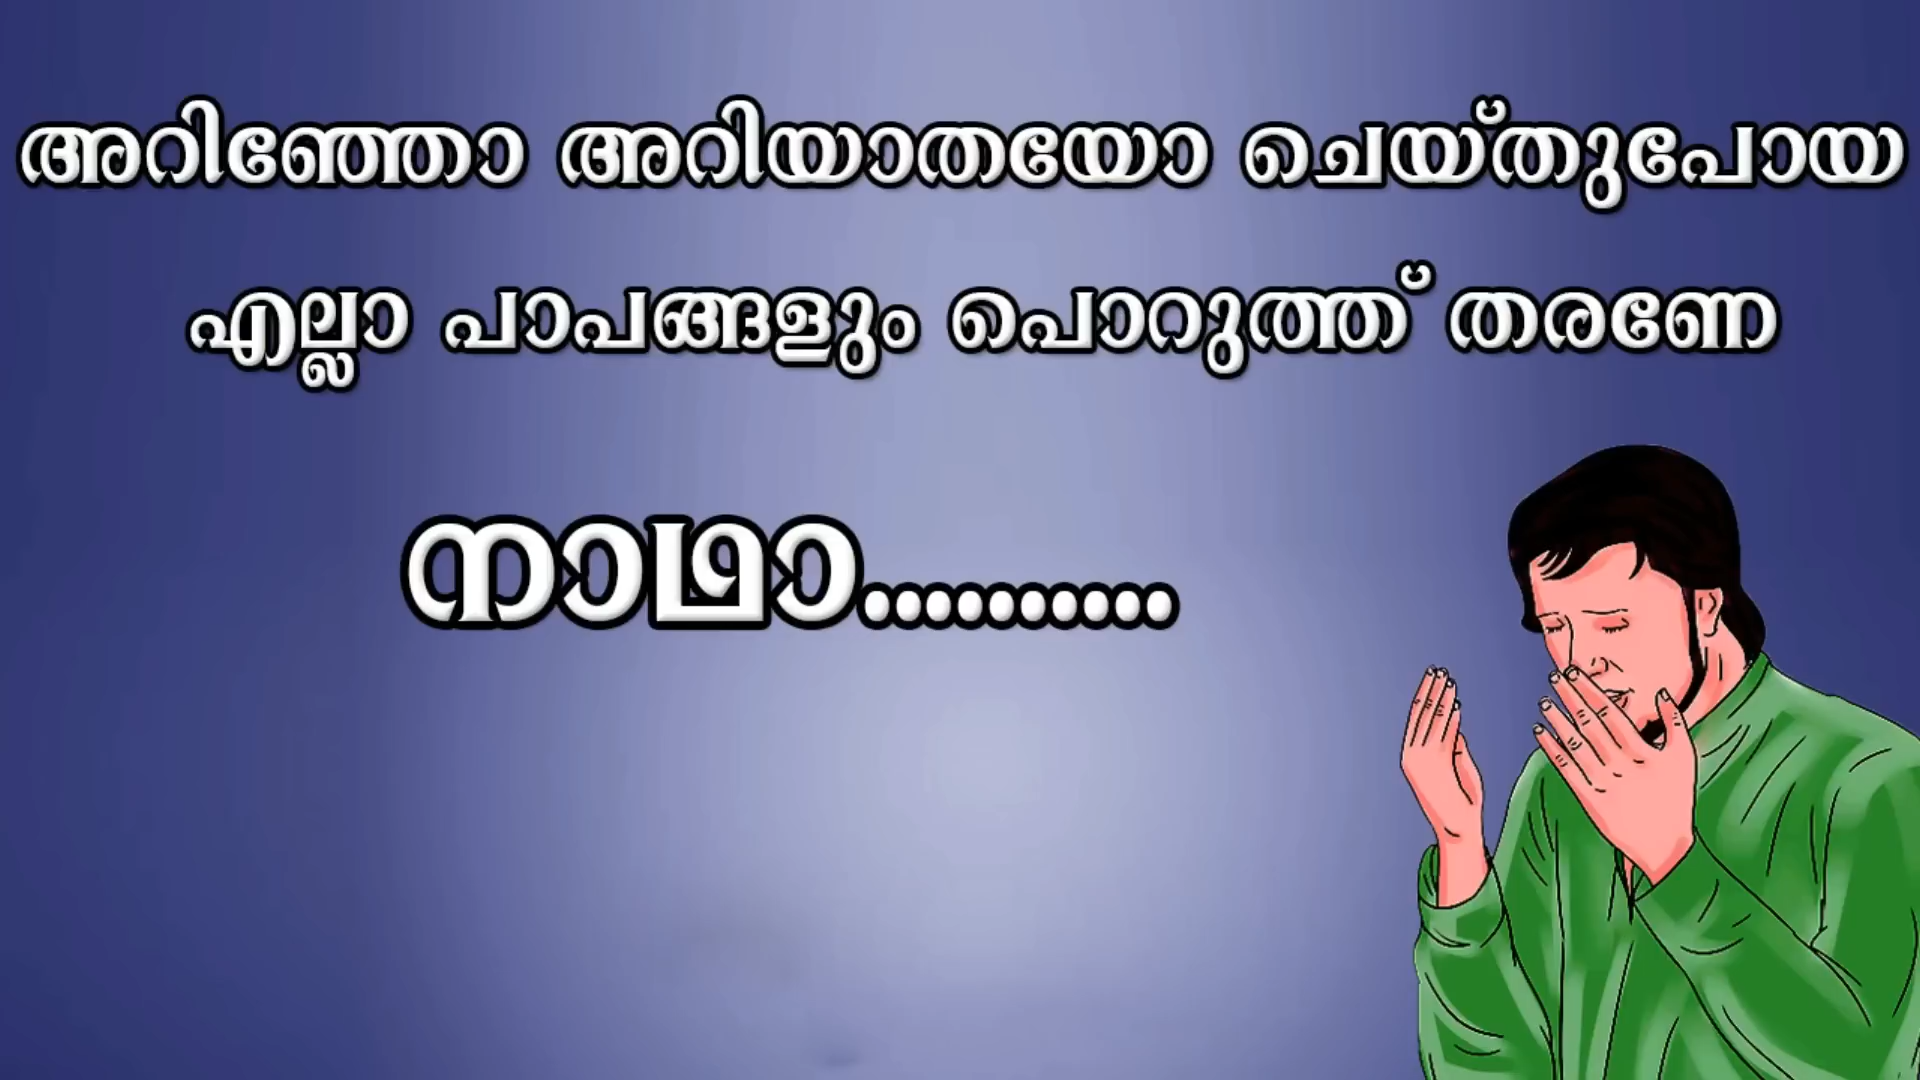 അറിഞ്ഞോ അറിയാതയോ ചെയ്തുപോയ
എല്ലാ പാപങ്ങളും പൊറുത്ത് തരണേ
നാഥാ..........